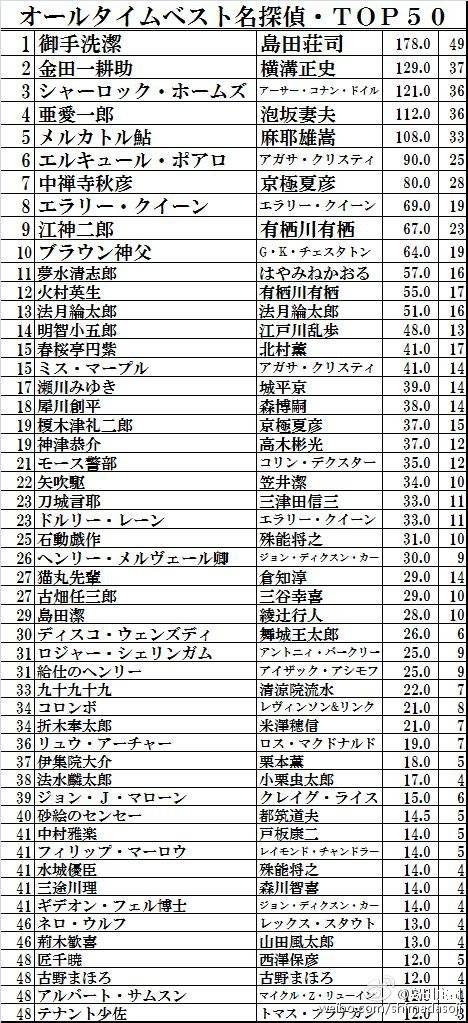 オールタイムベスト名探偵・TOP50
1 御手洗潔 島田荘司 178.0 49
2 金田一耕助 横溝正史 129.0 37
3 シャーロック・ホームズ アーサー・コナン・ドイル 121.0 36
4 亜愛一郎 泡坂妻夫 112.0 36
5 メルカトル鮎 麻耶雄嵩 108.0 33
6 エルキュール・ポアロ アガサ・クリスティ 90.0 25
7 中禅寺秋彦 京極夏彦 80.0 28
8 エラリー・クイーン エラリー・クイーン 69.0 19
9 江神二郎 有栖川有栖 67.0 23
10 ブラウン神父 G・K・チェスタトン 64.0 19
11 夢水清志郎 はやみねかおる 57.0 16
12 火村英生 有栖川有栖 55.0 17
13 法月綸太郎 法月綸太郎 51.0 16
14 明智小五郎 江戸川乱歩 48.0 13
15 春桜亭円紫 北村薫 41.0 17
15 ミス・マープル アガサ・クリスティ 41.0 14
17 瀬川みゆき 城平京 39.0 14
18 犀川創平 森博嗣 38.0 14
19 榎木津礼二郎 京極夏彦 37.0 15
19 神津恭介 高木彬光 37.0 12
21 モース警部 コリン・デクスター 35.0 12
22 矢吹駆 笠井潔 34.0 10
23 刀城言耶 三津田信三 33.0 11
23 ドルリー・レーン エラリー・クイーン 33.0 11
25 石動戯作 殊能将之 31.0 10
26 ヘンリー・メルヴェール卿 ジョン・ディクスン・カー 30.0 9
27 猫丸先輩 倉知淳 29.0 14
27 古畑任三郎 三谷幸喜 29.0 10
29 島田潔 綾辻行人 28.0 10
30 ディスコ・ウェンズディ 舞城王太郎 26.0 6
31 ロジャー・シェリンガム アントニィ・バークリー 25.0 9
31 給仕のヘンリー アイザック・アシモフ 25.0 9
33 九十九十九 清涼院流水 22.0 7
34 コロンボ レヴィンソン&リンク 21.0 8
34 折木奉太郎 米澤穂信 21.0 7
36 リュウ・アーチャー ロス・マクドナルド 19.0 7
37 伊集院大介 栗本薫 18.0 5
38 法水麟太郎 小栗虫太郎 17.0 4
39 ジョン・J・マローン クレイグ・ライス 15.0 6
40 砂絵のセンセー 都筑道夫 14.5 5
41 中村雅楽 戸板康二 14.0 5
41 フィリップ・マーロウ レイモンド・チャンドラー 14.0 5
41 水城優臣 殊能将之 14.0 4
41 三途川理 森川智喜 14.0 4
41 ギデオン・フェル博士 ジョン・ディクスン・カー 14.0 4
46 ネロ・ウルフ レックス・スタウト 13.0 4
46 荊木歓喜 山田風太郎 13.0 4
48 匠千暁 西澤保彦 12.0 5
48 古野まほろ 古野まほろ 12.0 4
48 アルバート・サムスン マイクル・Z・リューイン 4
48 テナント少佐 トマス・フラナガン 12.0 3
weibo.com/shimadasoji